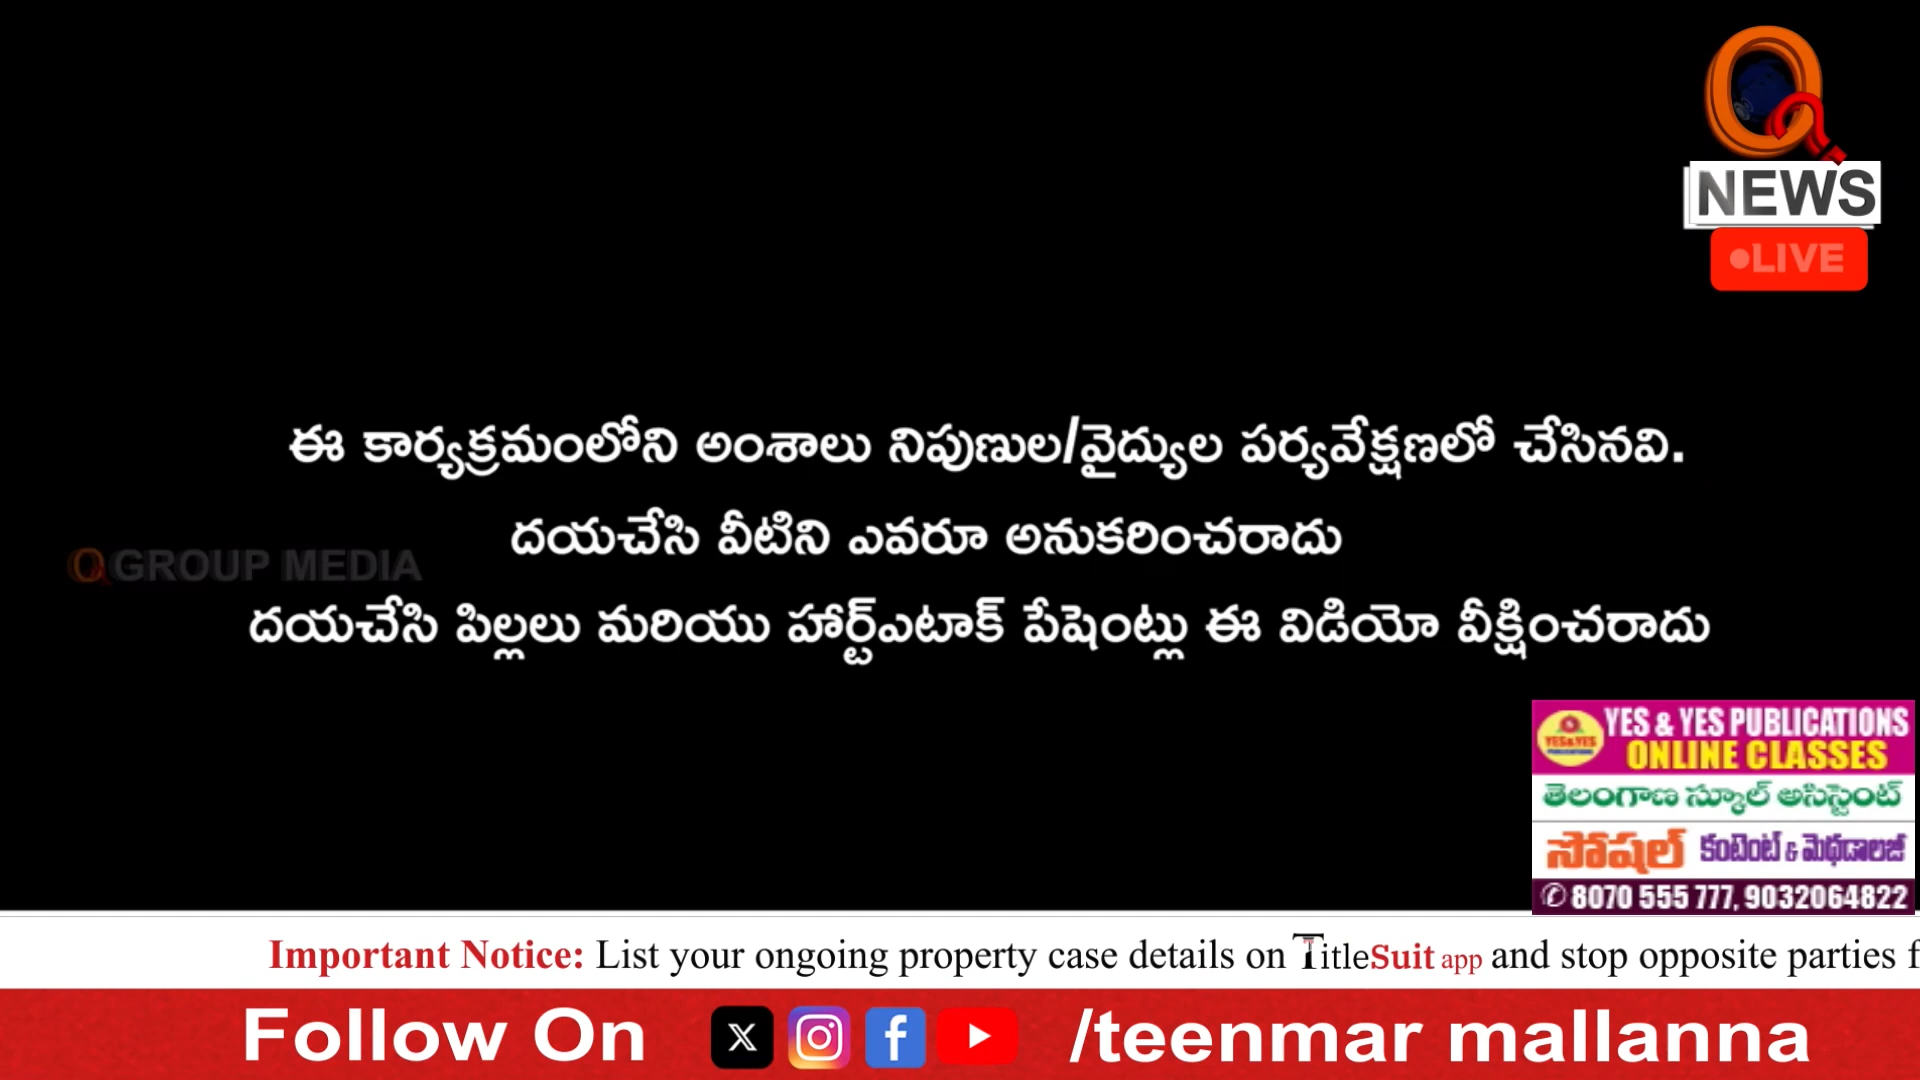 NEWS
LIVE
ఈ కార్యక్రమంలోని అంశాలు నిపుణుల/వైద్యుల పర్యవేక్షణలో చేసినవి.
దయచేసి వీటిని ఎవరూ అనుకరించరాదు
Q GROUP MEDIA
దయచేసి పిల్లలు మరియు హార్ట్ఎటాక్ పేషెంట్లు ఈ విడియో వీక్షించరాదు
YES & YES PUBLICATIONS
ONLINE CLASSES
YES&YES
తెలంగాణ స్కూల్ అసిస్టెంట్
సోషల్ కంటెంట్ & మెథడాలజీ
✆ 8070 555 777, 9032064822
Important Notice: List your ongoing property case details on TitleSuit app and stop opposite parties f
Follow On /teenmar mallanna